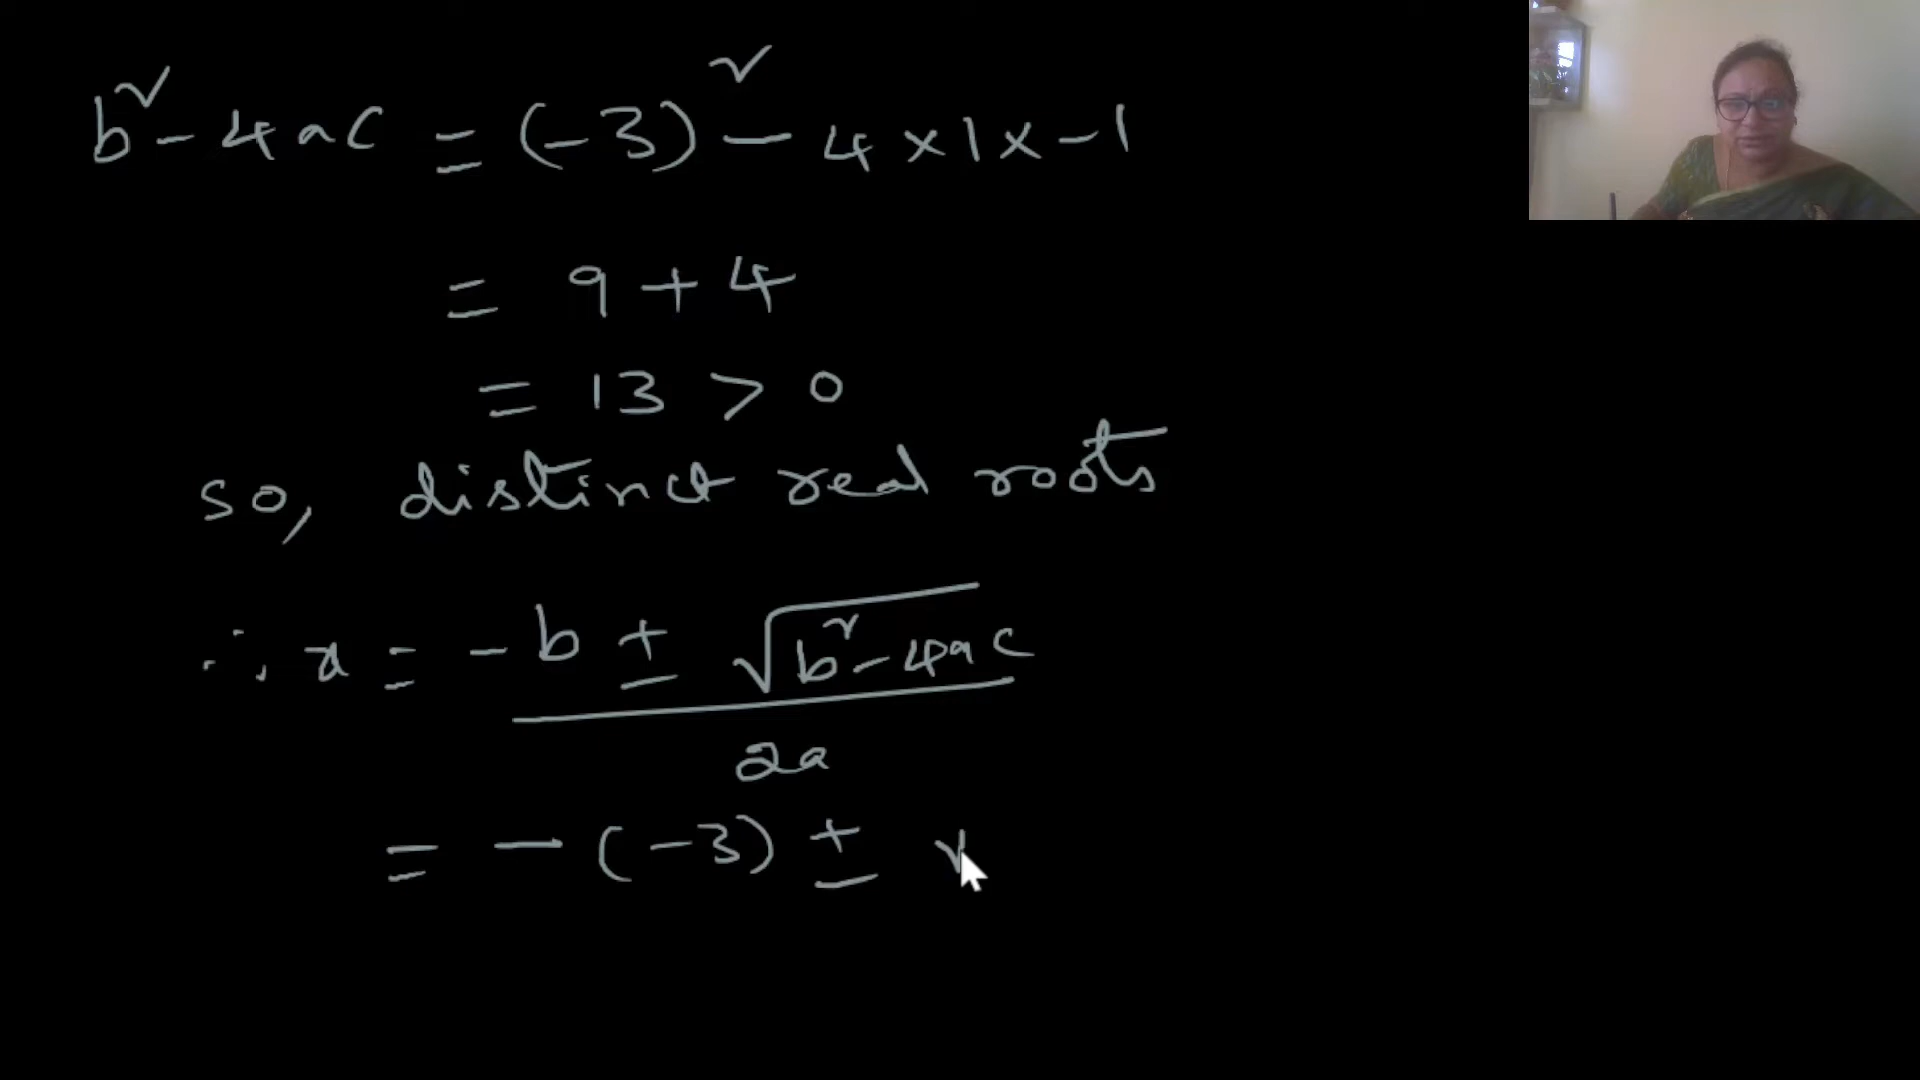 b² - 4ac = (-3)² - 4×1×-1
= 9+4
= 13 > 0
so, distinct real roots
∴ x = -b ± √b²-4ac
2a
= -(-3) ± √